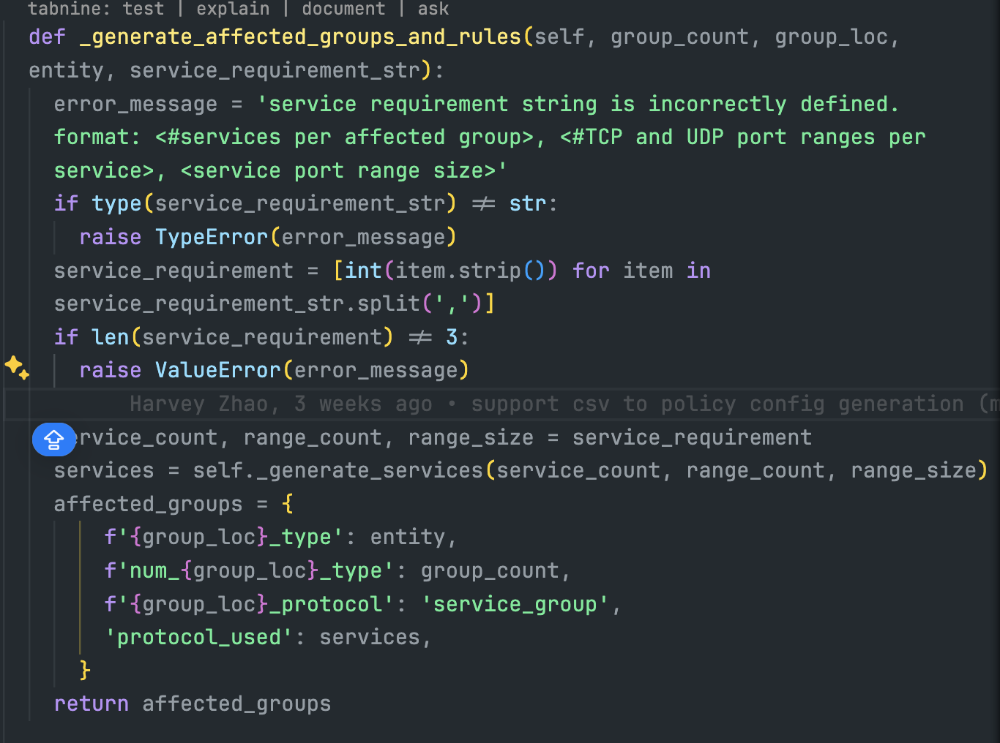 tabnine: test | explain | document | ask
def _generate_affected_groups_and_rules(self, group_count, group_loc,
entity, service_requirement_str):
error_message = 'service requirement string is incorrectly defined.
format: <#services per affected group>, <#TCP and UDP port ranges per
service>, <service port range size>'
if type(service_requirement_str) != str:
raise TypeError(error_message)
service_requirement = [int(item.strip()) for item in
service_requirement_str.split(',')]
if len(service_requirement) != 3:
raise ValueError(error_message)
Harvey Zhao, 3 weeks ago • support csv to policy config generation (m
ervice_count, range_count, range_size = service_requirement
services = self._generate_services(service_count, range_count, range_size)
affected_groups = {
f'{group_loc}_type': entity,
f'num_{group_loc}_type': group_count,
f'{group_loc}_protocol': 'service_group',
'protocol_used': services,
}
return affected_groups